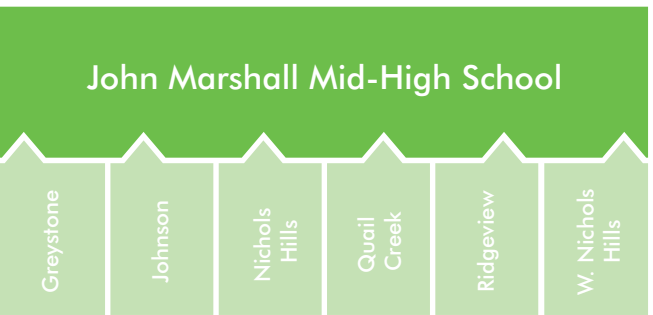 John Marshall Mid-High School
Greystone
Johnson
Nichols
Hills
Quail
Creek
Ridgeview
W. Nichols
Hills